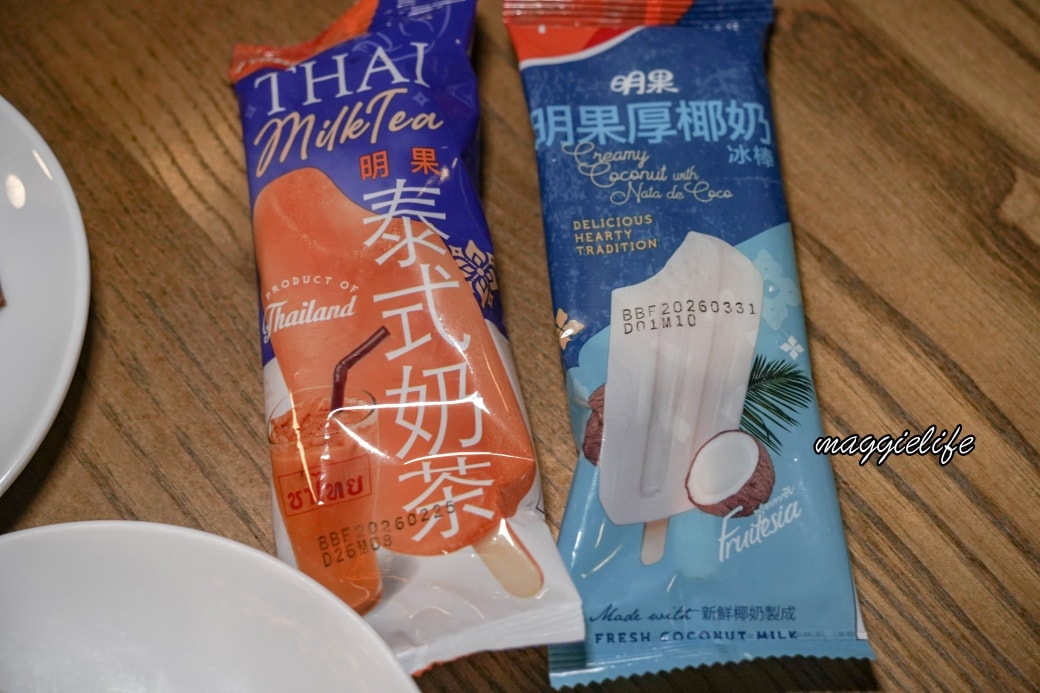 THAI
MilkTea
明果
泰式奶茶
PRODUCT OF
Thailand
ชาไทย
BBF20260226
D26M08
明果
明果厚椰奶
冰棒
Creamy
Coconut with
Nata de Coco
DELICIOUS
HEARTY
TRADITION
BBF20260331
D01M10
Fruitesia
Made with 新鮮椰奶製成
FRESH COCONUT MILK
maggielife